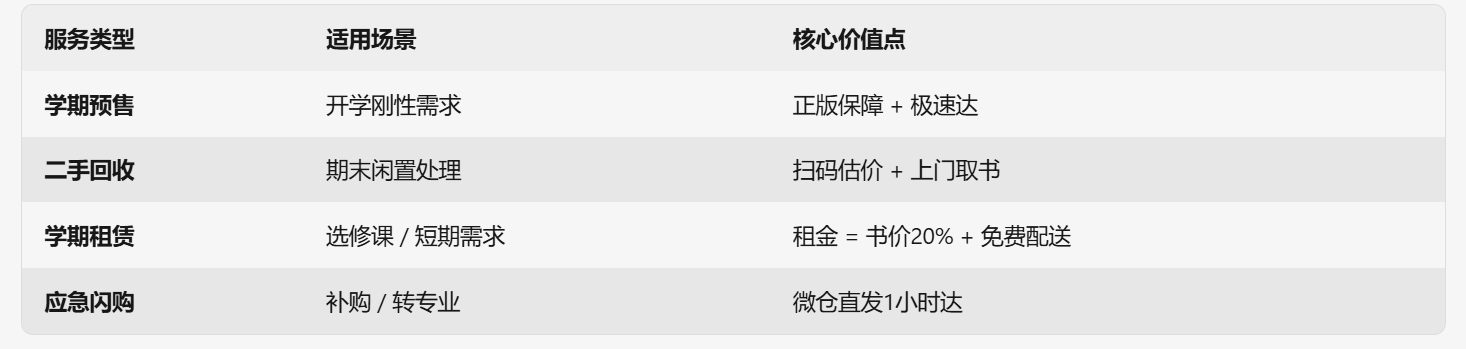 服务类型 适用场景 核心价值点
学期预售 开学刚性需求 正版保障 + 极速达
二手回收 期末闲置处理 扫码估价 + 上门取书
学期租赁 选修课 / 短期需求 租金 = 书价20% + 免费配送
应急闪购 补购 / 转专业 微仓直发1小时达